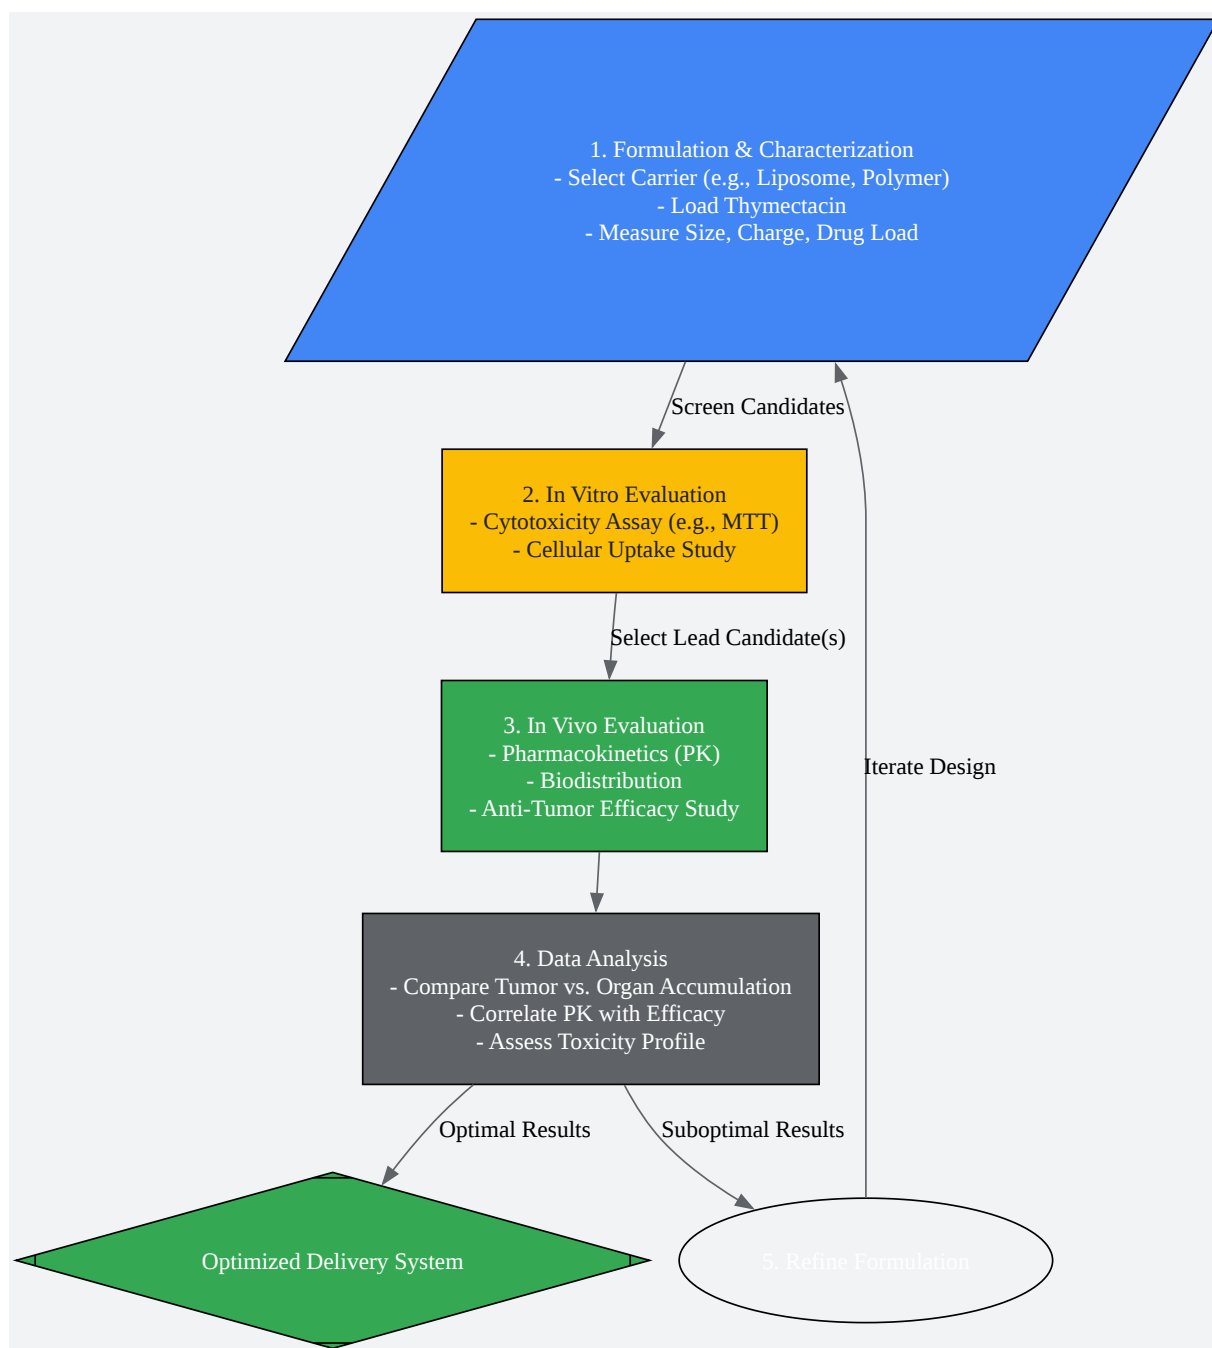 1. Formulation & Characterization
- Select Carrier (e.g., Liposome, Polymer)
- Load Thymectacin
- Measure Size, Charge, Drug Load
Screen Candidates
2. In Vitro Evaluation
- Cytotoxicity Assay (e.g., MTT)
- Cellular Uptake Study
Select Lead Candidate(s)
3. In Vivo Evaluation
- Pharmacokinetics (PK)
- Biodistribution
- Anti-Tumor Efficacy Study
Iterate Design
4. Data Analysis
- Compare Tumor vs. Organ Accumulation
- Correlate PK with Efficacy
- Assess Toxicity Profile
Optimal Results
Suboptimal Results
Optimized Delivery System
5. Refine Formulation